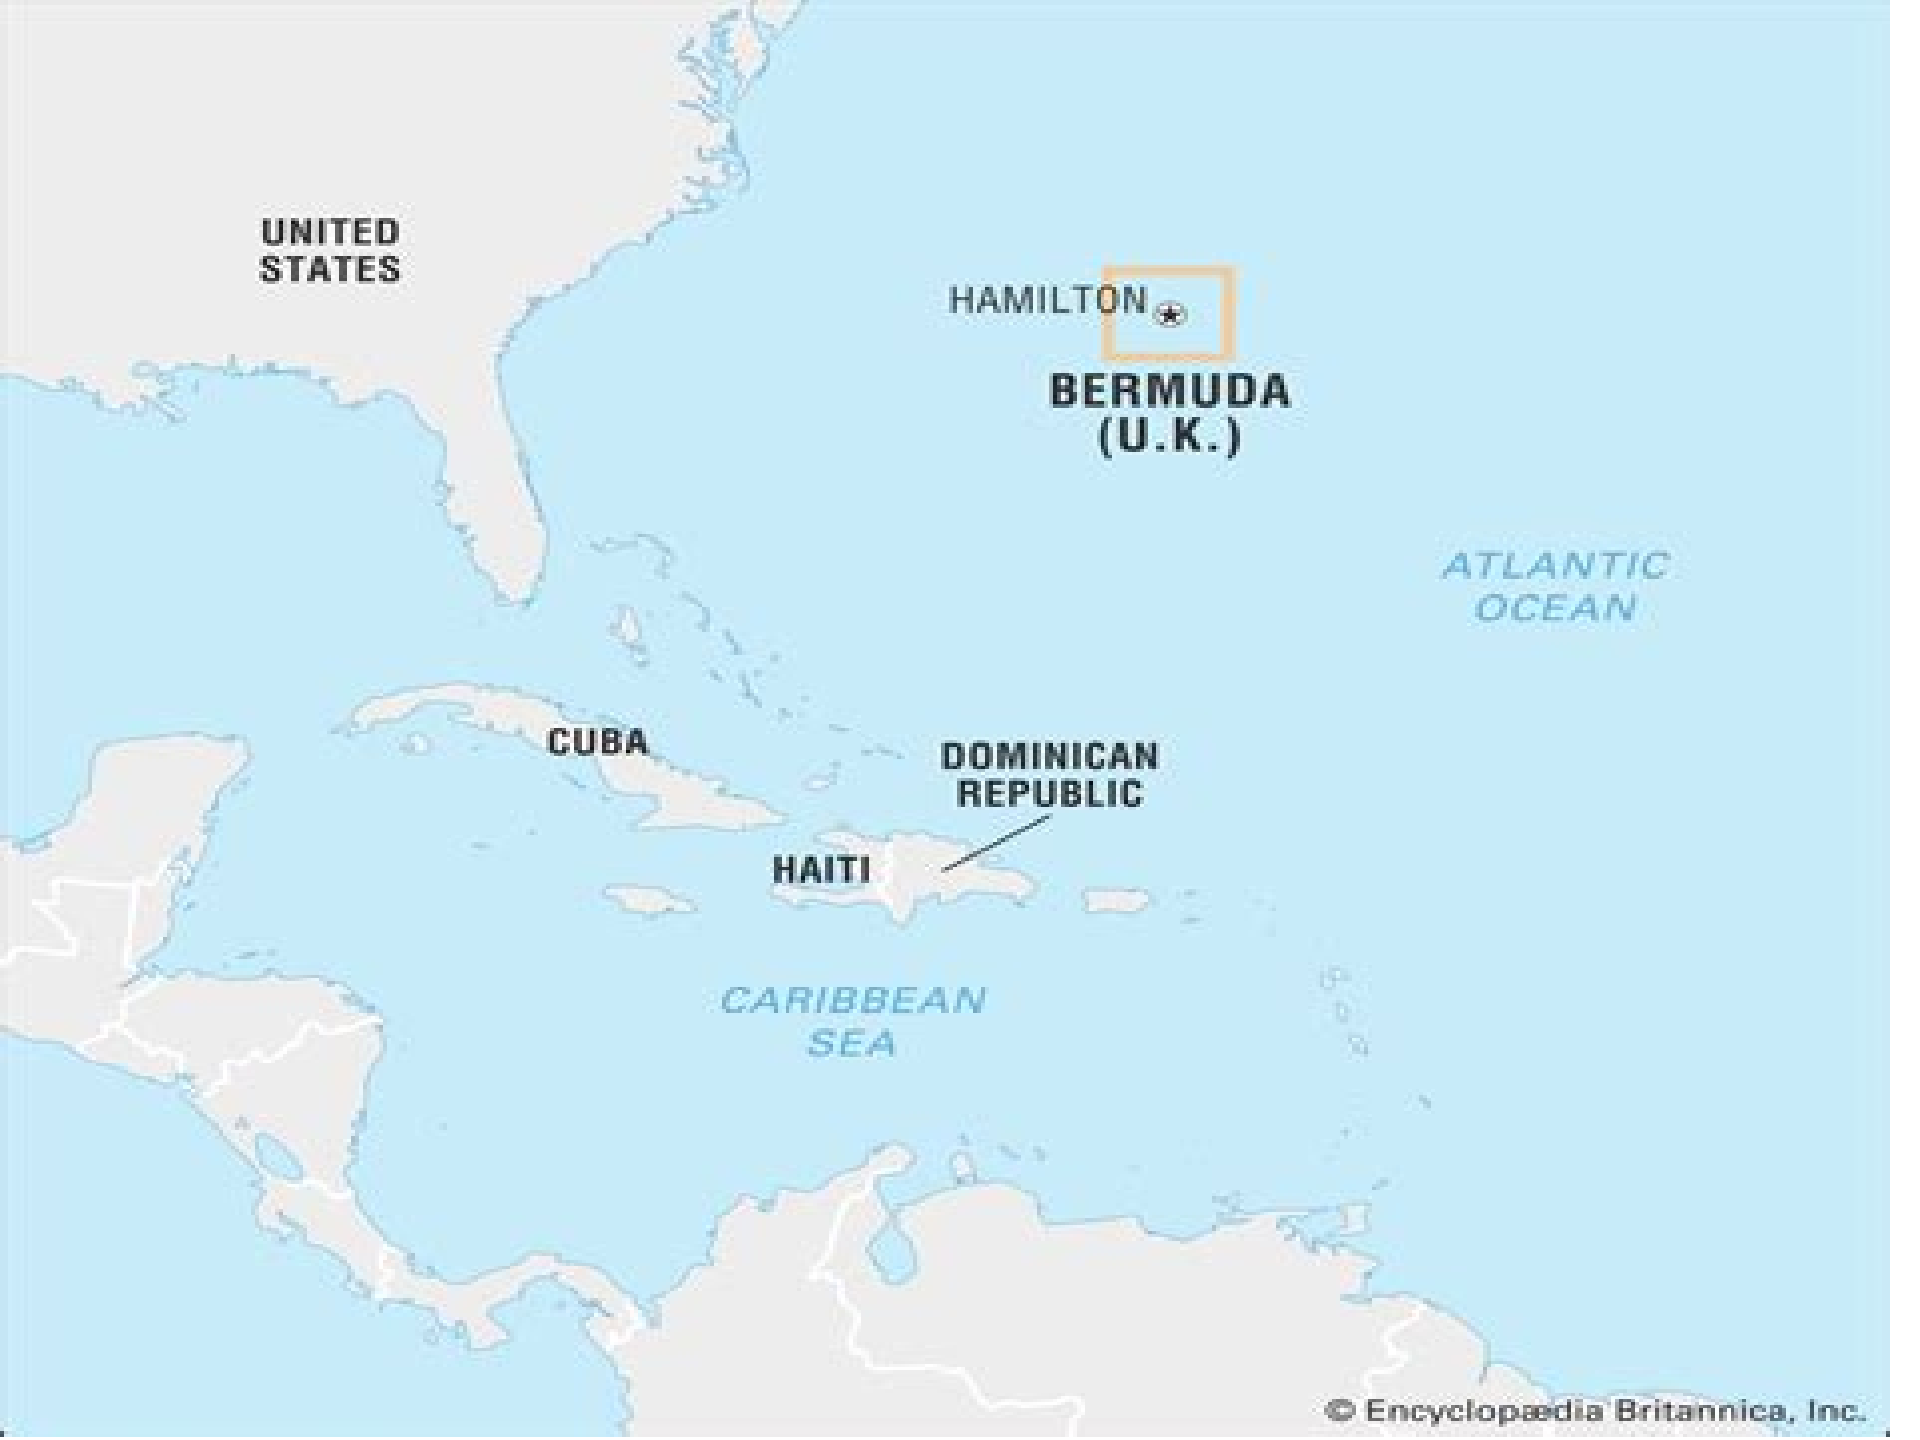 UNITED
STATES
HAMILTON
BERMUDA
(U.K.)
ATLANTIC
OCEAN
CUBA
DOMINICAN
REPUBLIC
HAITI
CARIBBEAN
SEA
© Encyclopædia Britannica, Inc.